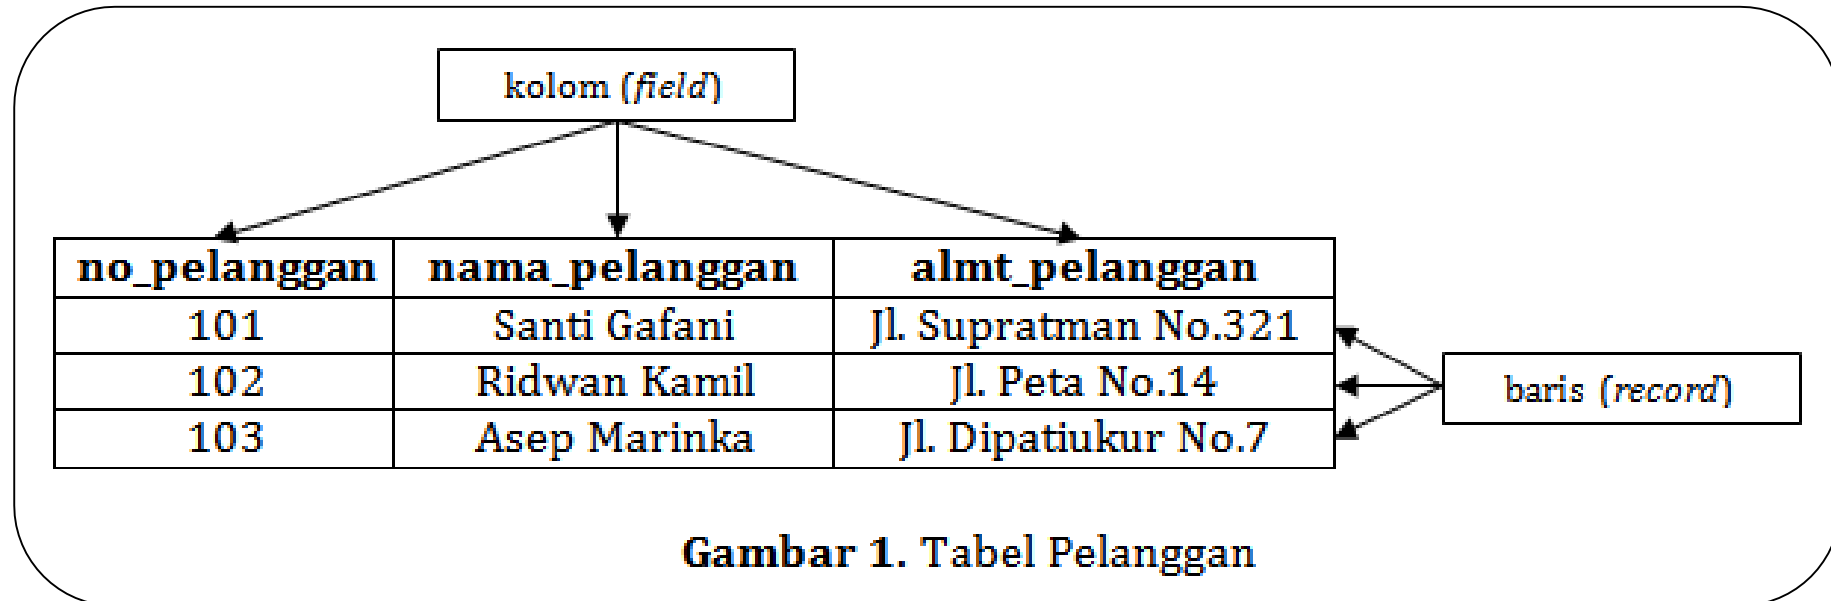 kolom (field)
no_pelanggan nama_pelanggan almt_pelanggan
101 Santi Gafani Jl. Supratman No.321
102 Ridwan Kamil Jl. Peta No.14
baris (record)
103 Asep Marinka Jl. Dipatiukur No.7
Gambar 1. Tabel Pelanggan